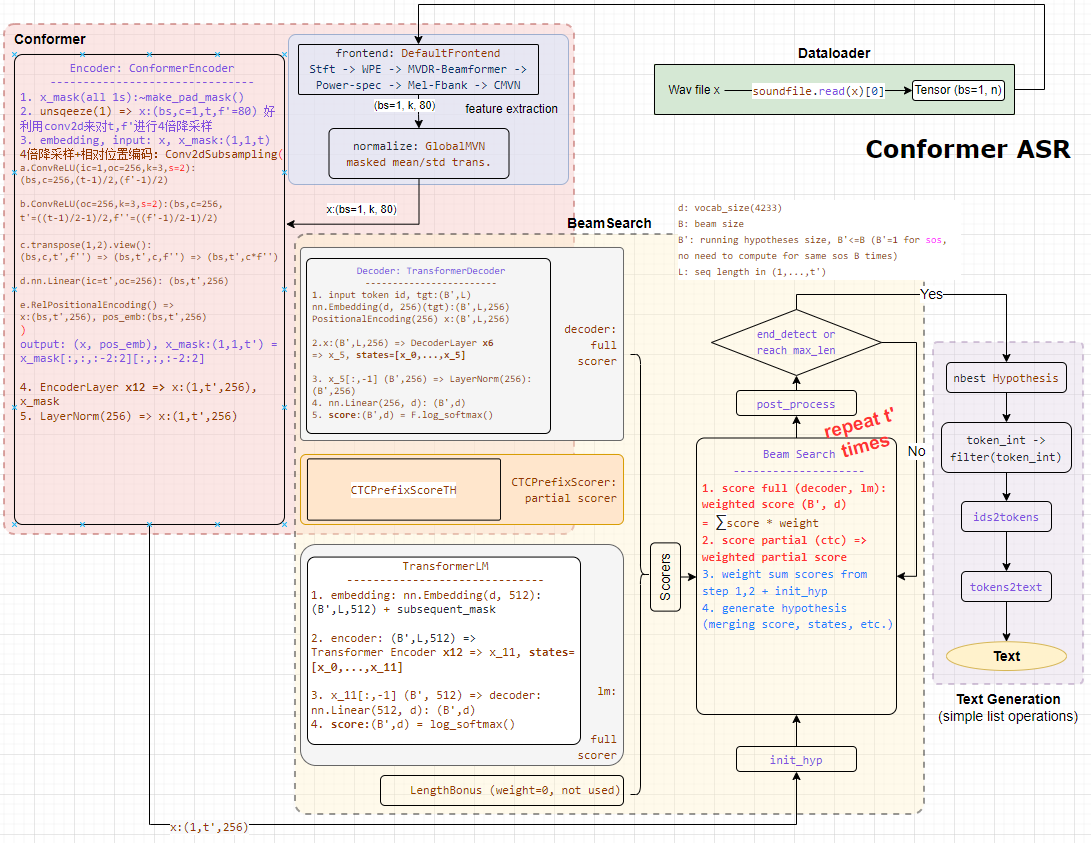 Conformer
Encoder: ConformerEncoder
----------------------------
1. x_mask(all 1s):~make_pad_mask()
2. unsqeeze(1) => x:(bs,c=1,t,f'=80) 好
利用conv2d来对t,f'进行4倍降采样
3. embedding, input: x, x_mask:(1,1,t)
4倍降采样+相对位置编码: Conv2dSubsampling(
a.ConvReLU(ic=1,oc=256,k=3,s=2):
(bs,c=256,(t-1)/2,(f'-1)/2)
b.ConvReLU(oc=256,k=3,s=2):(bs,c=256,
t'=((t-1)/2-1)/2,f''=((f'-1)/2-1)/2)
c.transpose(1,2).view():
(bs,c,t',f'') => (bs,t',c,f'') => (bs,t',c*f'')
d.nn.Linear(ic=t',oc=256): (bs,t',256)
e.RelPositionalEncoding() =>
x:(bs,t',256), pos_emb:(bs,t',256)
)
output: (x, pos_emb), x_mask:(1,1,t') =
x_mask[:,:,:-2:2][:,:,:-2:2]
4. EncoderLayer x12 => x:(1,t',256),
x_mask
5. LayerNorm(256) => x:(1,t',256)
frontend: DefaultFrontend
Stft -> WPE -> MVDR-Beamformer ->
Power-spec -> Mel-Fbank -> CMVN
(bs=1, k, 80)
feature extraction
normalize: GlobalMVN
masked mean/std trans.
x:(bs=1, k, 80)
Dataloader
Wav file x
soundfile.read(x)[0]
Tensor (bs=1, n)
Conformer ASR
BeamSearch
d: vocab_size(4233)
B: beam size
B': running hypotheses size, B'<=B (B'=1 for sos,
no need to compute for same sos B times)
L: seq length in (1,...,t')
Decoder: TransformerDecoder
------------------------
1. input token id, tgt:(B',L)
nn.Embedding(d, 256)(tgt):(B',L,256)
PositionalEncoding(256) x:(B',L,256)
2.x:(B',L,256) => DecoderLayer x6
=> x_5, states=[x_0,...,x_5]
3. x_5[:,-1] (B',256) => LayerNorm(256):
(B',256)
4. nn.Linear(256, d): (B',d)
5. score:(B',d) = F.log_softmax()
decoder:
full
scorer
CTCPrefixScoreTH
CTCPrefixScorer:
partial scorer
TransformerLM
---------------------------
1. embedding: nn.Embedding(d, 512):
(B',L,512) + subsequent_mask
2. encoder: (B',L,512) =>
Transformer Encoder x12 => x_11, states=
[x_0,...,x_11]
3. x_11[:,-1] (B', 512) => decoder:
nn.Linear(512, d): (B',d)
4. score:(B',d) = log_softmax()
lm:
full
scorer
LengthBonus (weight=0, not used)
Scorers
Yes
end_detect or
reach max_len
post_process
repeat t'
times
No
Beam Search
------------------
1. score full (decoder, lm):
weighted score (B', d)
= ∑score * weight
2. score partial (ctc) =>
weighted partial score
3. weight sum scores from
step 1,2 + init_hyp
4. generate hypothesis
(merging score, states, etc.)
init_hyp
x:(1,t',256)
nbest Hypothesis
token_int ->
filter(token_int)
ids2tokens
tokens2text
Text
Text Generation
(simple list operations)